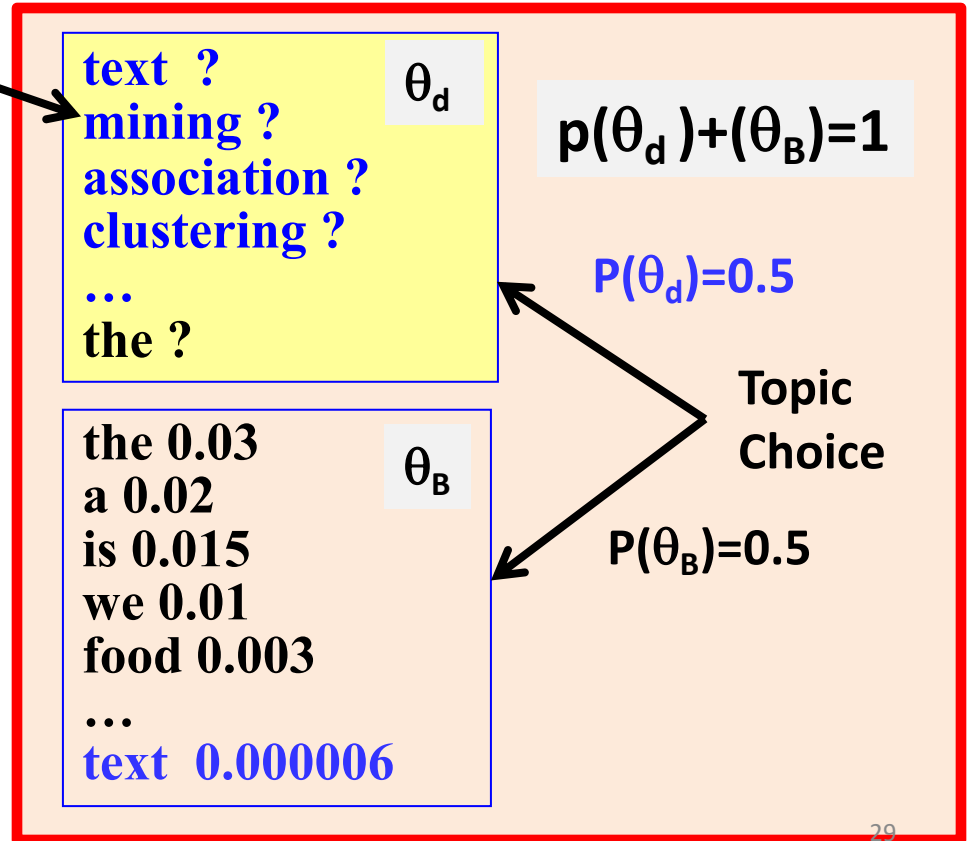 text ?
θd
mining ?
association ?
clustering ?
…
the ?
p(θd )+(θB)=1
P(θd)=0.5
Topic
Choice
P(θB)=0.5
the 0.03
θB
a 0.02
is 0.015
we 0.01
food 0.003
…
text 0.000006
29